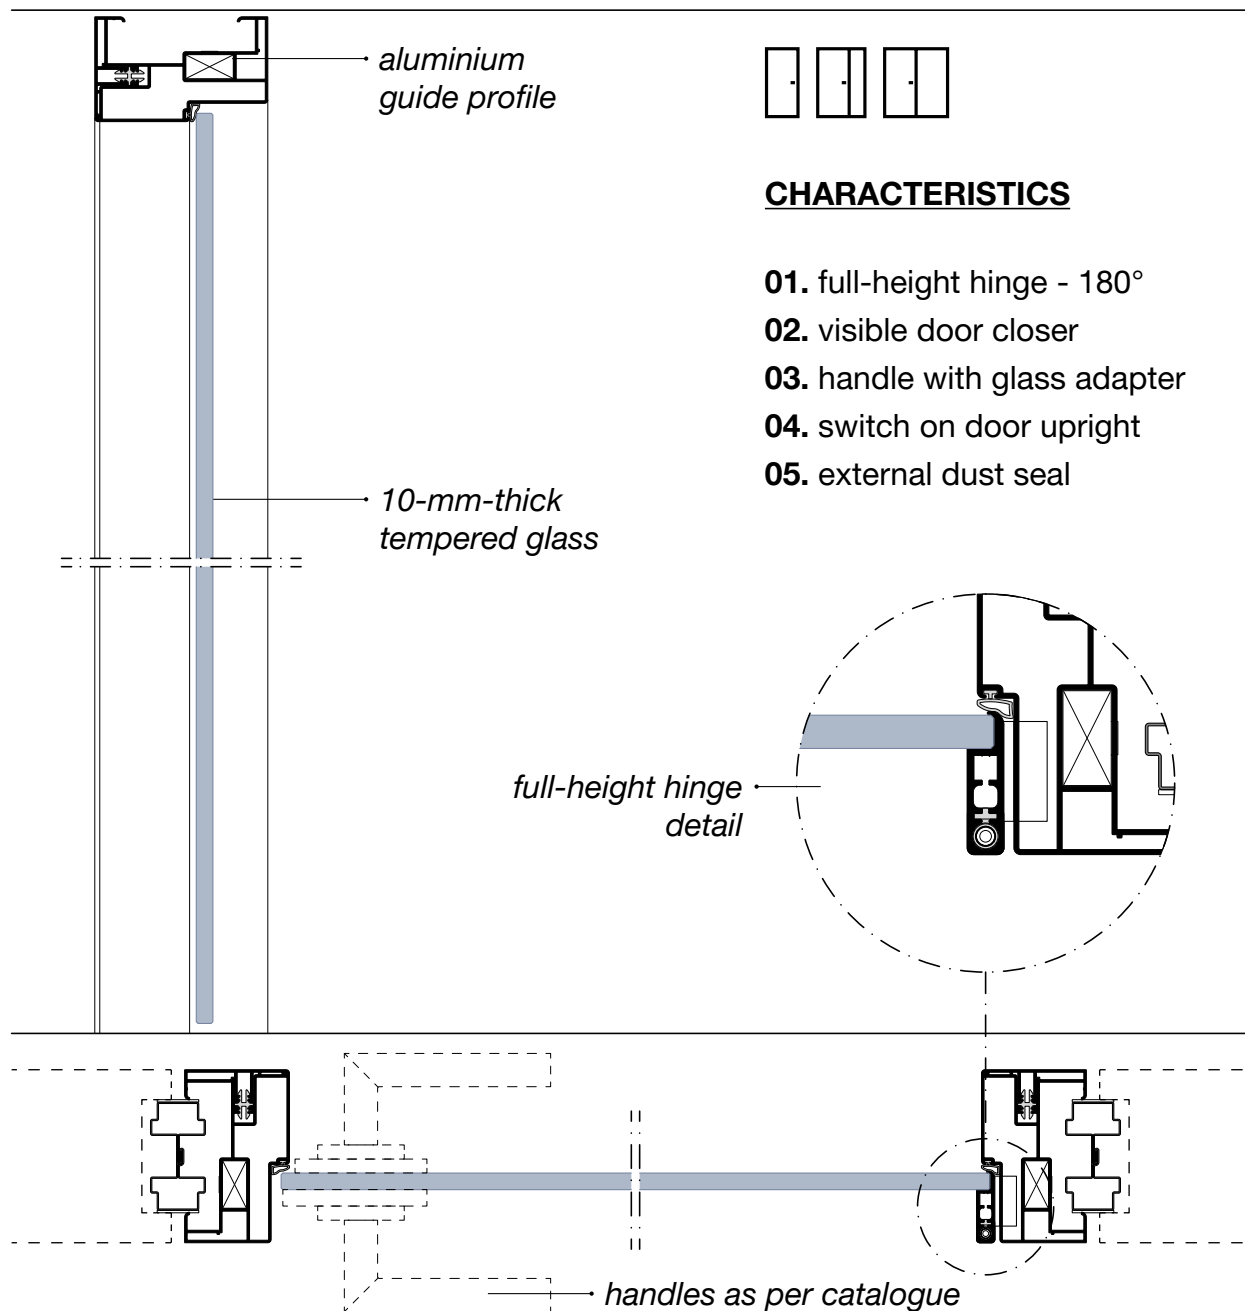 aluminium
guide profile
CHARACTERISTICS
01. full-height hinge - 180°
02. visible door closer
03. handle with glass adapter
04. switch on door upright
05. external dust seal
10-mm-thick
tempered glass
full-height hinge
detail
handles as per catalogue